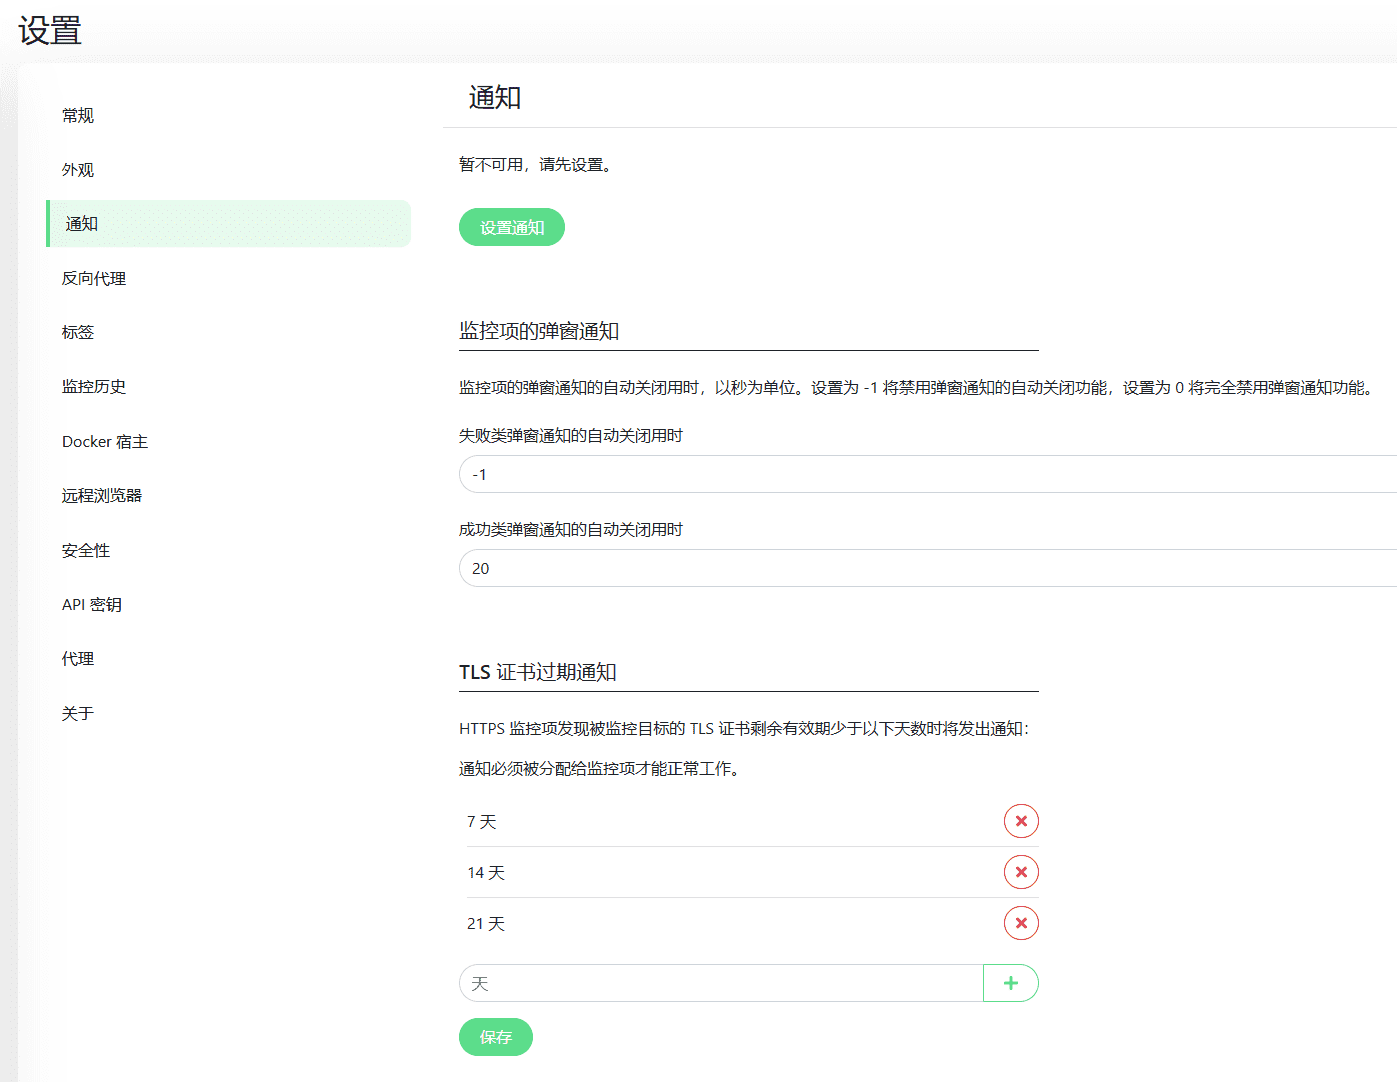 设置
常规
外观
通知
反向代理
标签
监控历史
Docker 宿主
远程浏览器
安全性
API 密钥
代理
关于
通知
暂不可用，请先设置。
设置通知
监控项的弹窗通知
监控项的弹窗通知的自动关闭用时，以秒为单位。设置为 -1 将禁用弹窗通知的自动关闭功能，设置为 0 将完全禁用弹窗通知功能。
失败类弹窗通知的自动关闭用时
-1
成功类弹窗通知的自动关闭用时
20
TLS 证书过期通知
HTTPS 监控项发现被监控目标的 TLS 证书剩余有效期少于以下天数时将发出通知：
通知必须被分配给监控项才能正常工作。
7 天
14 天
21 天
天
保存